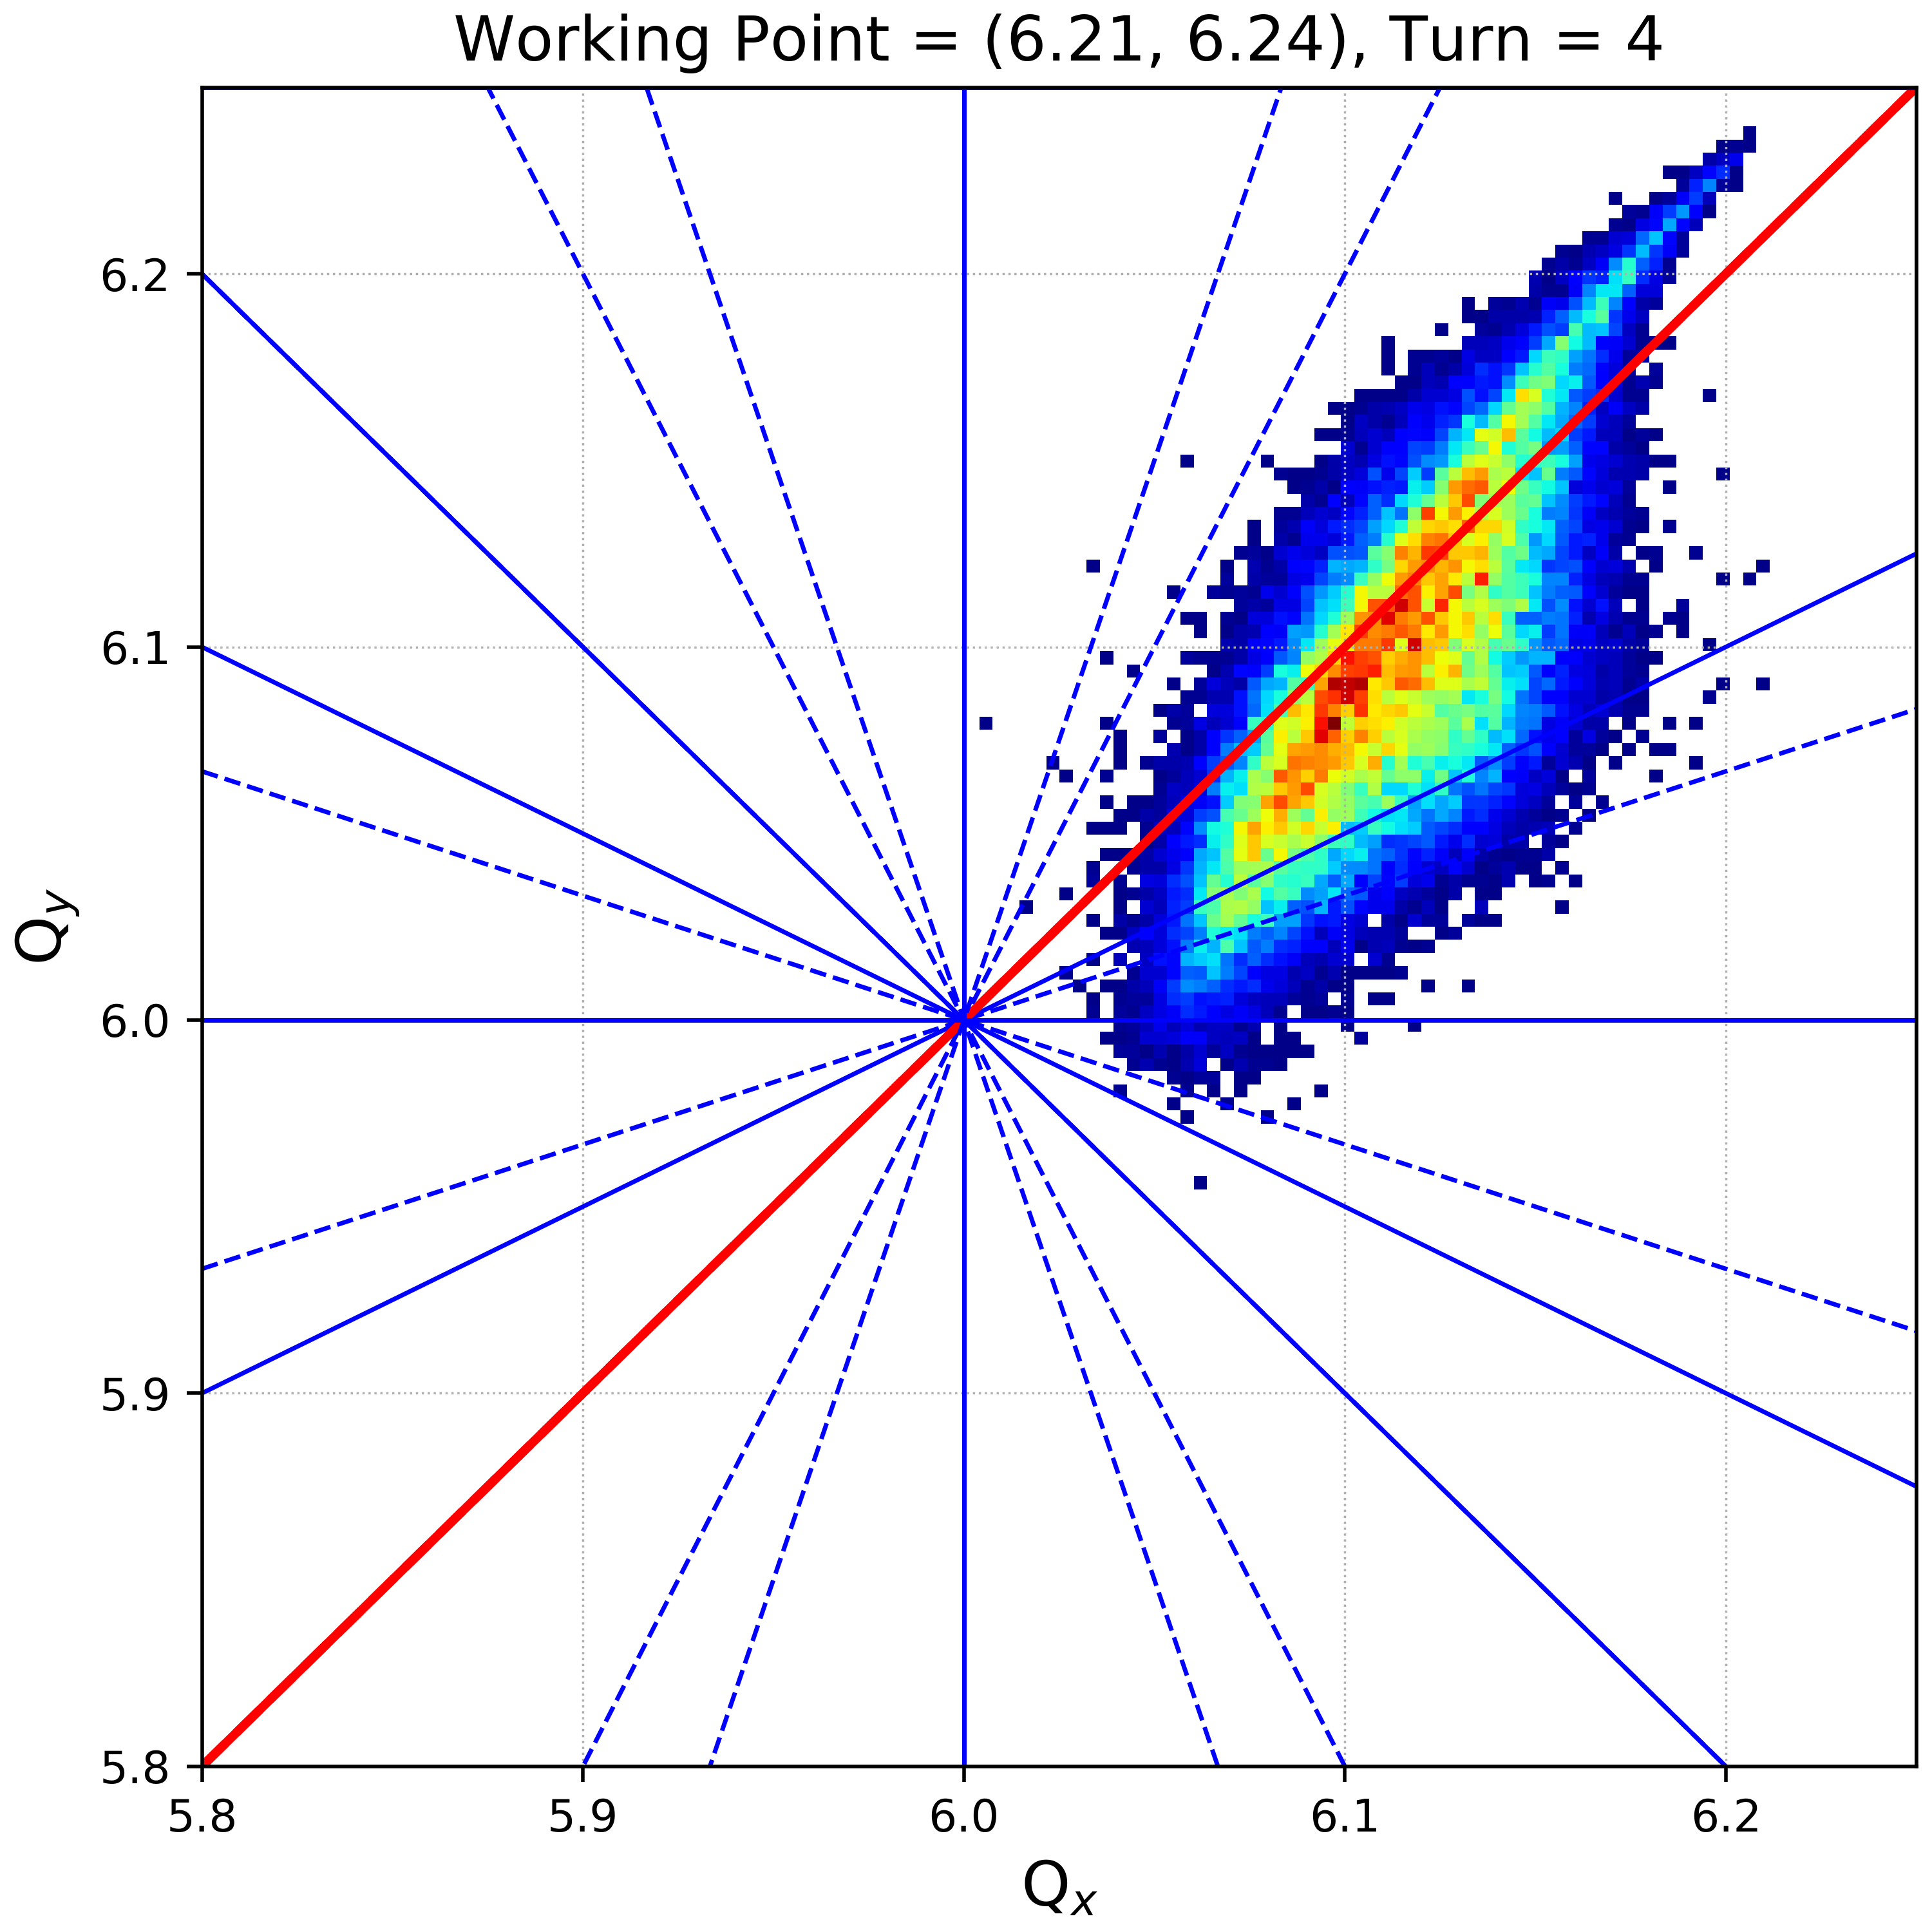 Working Point = (6.21, 6.24), Turn = 4
6.2
6.1
6.0
5.9
5.8
Qy
5.8 5.9 6.0 6.1 6.2
Qx